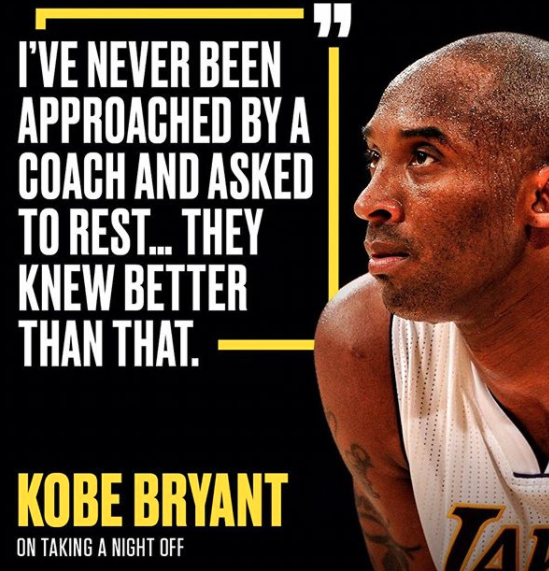 ”
I’VE NEVER BEEN
APPROACHED BY A
COACH AND ASKED
TO REST... THEY
KNEW BETTER
THAN THAT.
KOBE BRYANT
ON TAKING A NIGHT OFF
LA